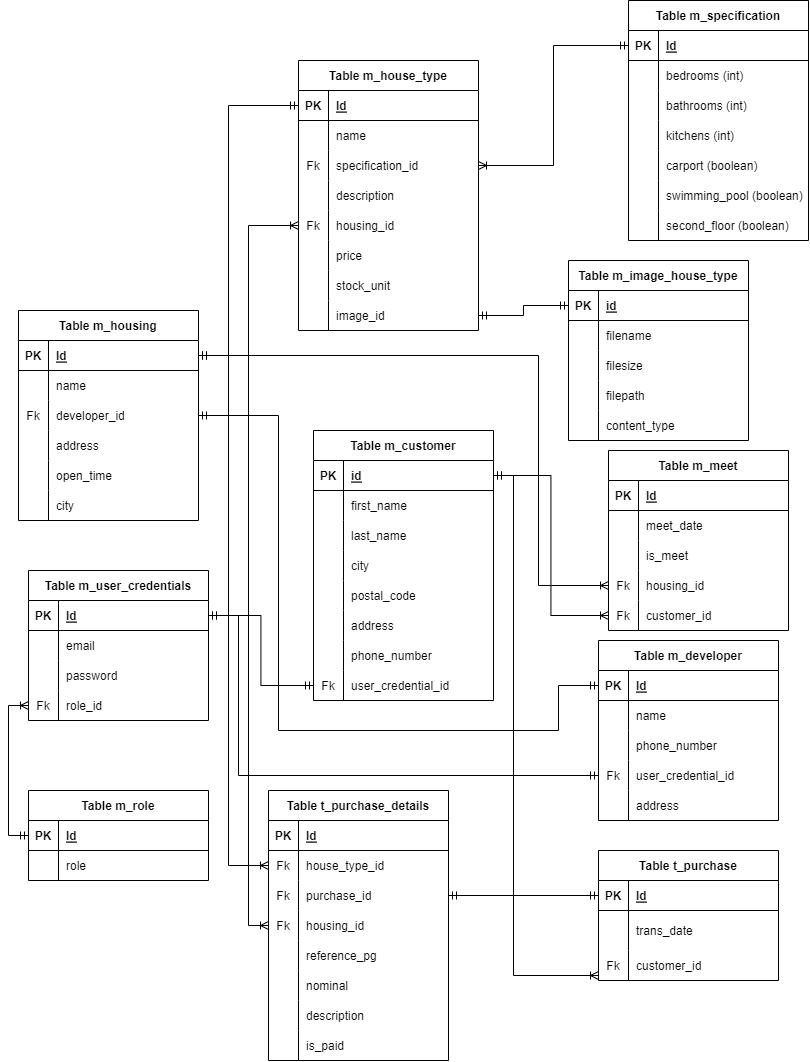 Table m_specification
PK Id
bedrooms (int)
bathrooms (int)
kitchens (int)
carport (boolean)
swimming_pool (boolean)
second_floor (boolean)
Table m_house_type
PK Id
name
Fk specification_id
description
Fk housing_id
price
stock_unit
image_id
Table m_image_house_type
PK id
filename
filesize
filepath
content_type
Table m_housing
PK Id
name
Fk developer_id
address
open_time
city
Table m_customer
PK id
first_name
last_name
city
postal_code
address
phone_number
Fk user_credential_id
Table m_meet
PK Id
meet_date
is_meet
Fk housing_id
Fk customer_id
Table m_user_credentials
PK Id
email
password
Fk role_id
Table m_developer
PK Id
name
phone_number
Fk user_credential_id
address
Table m_role
PK Id
role
Table t_purchase_details
PK Id
Fk house_type_id
Fk purchase_id
Fk housing_id
reference_pg
nominal
description
is_paid
Table t_purchase
PK Id
trans_date
Fk customer_id